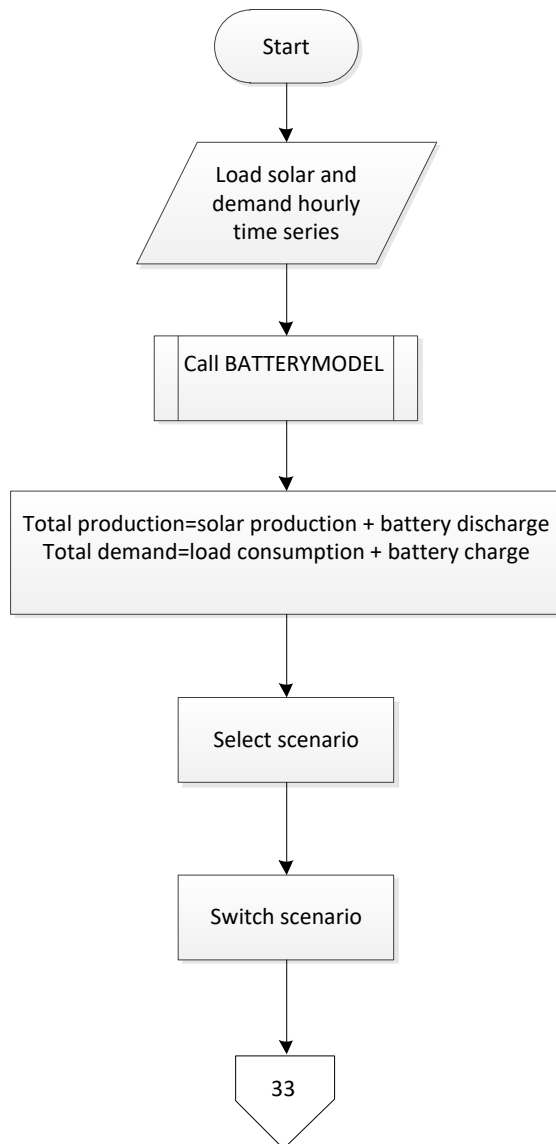 Start
Load solar and
demand hourly
time series
Call BATTERYMODEL
Total production=solar production + battery discharge
Total demand=load consumption + battery charge
Select scenario
Switch scenario
33